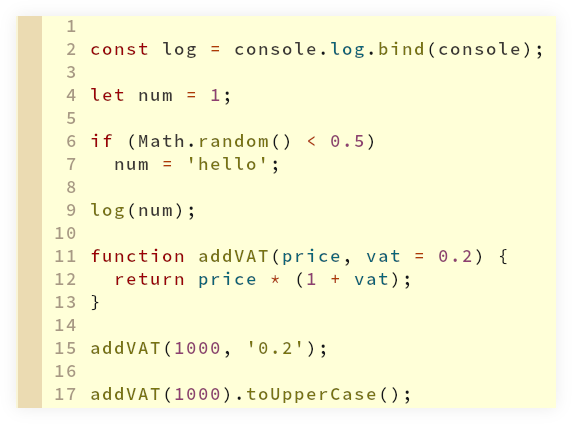 1
2 const log = console.log.bind(console);
3
4 let num = 1;
5
6 if (Math.random() < 0.5)
7   num = 'hello';
8
9 log(num);
10
11 function addVAT(price, vat = 0.2) {
12   return price * (1 + vat);
13 }
14
15 addVAT(1000, '0.2');
16
17 addVAT(1000).toUpperCase();